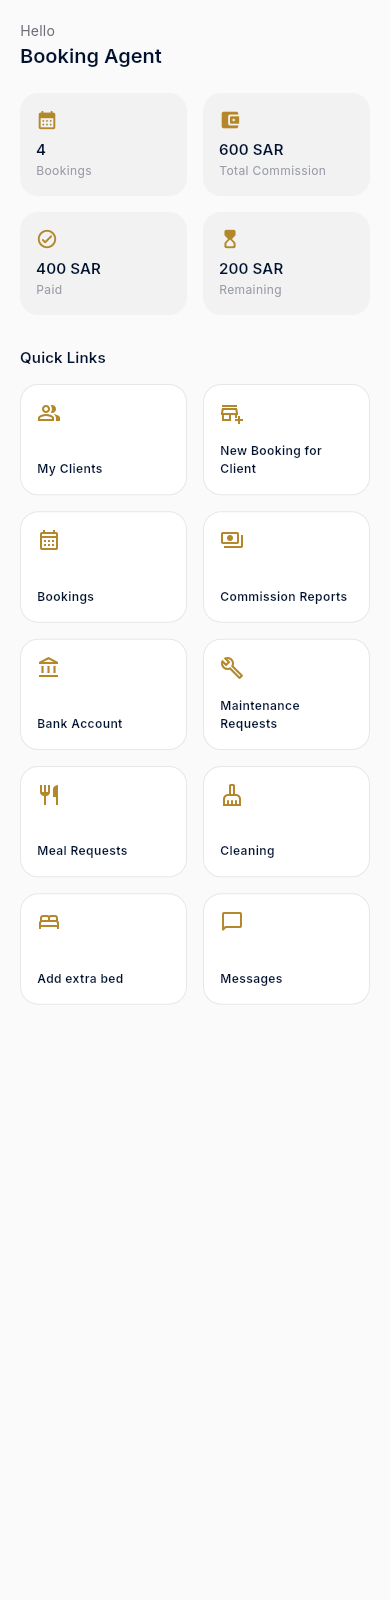 Hello
Booking Agent
4
Bookings
600 SAR
Total Commission
400 SAR
Paid
200 SAR
Remaining
Quick Links
My Clients
New Booking for
Client
Bookings
Commission Reports
Bank Account
Maintenance
Requests
Meal Requests
Cleaning
Add extra bed
Messages